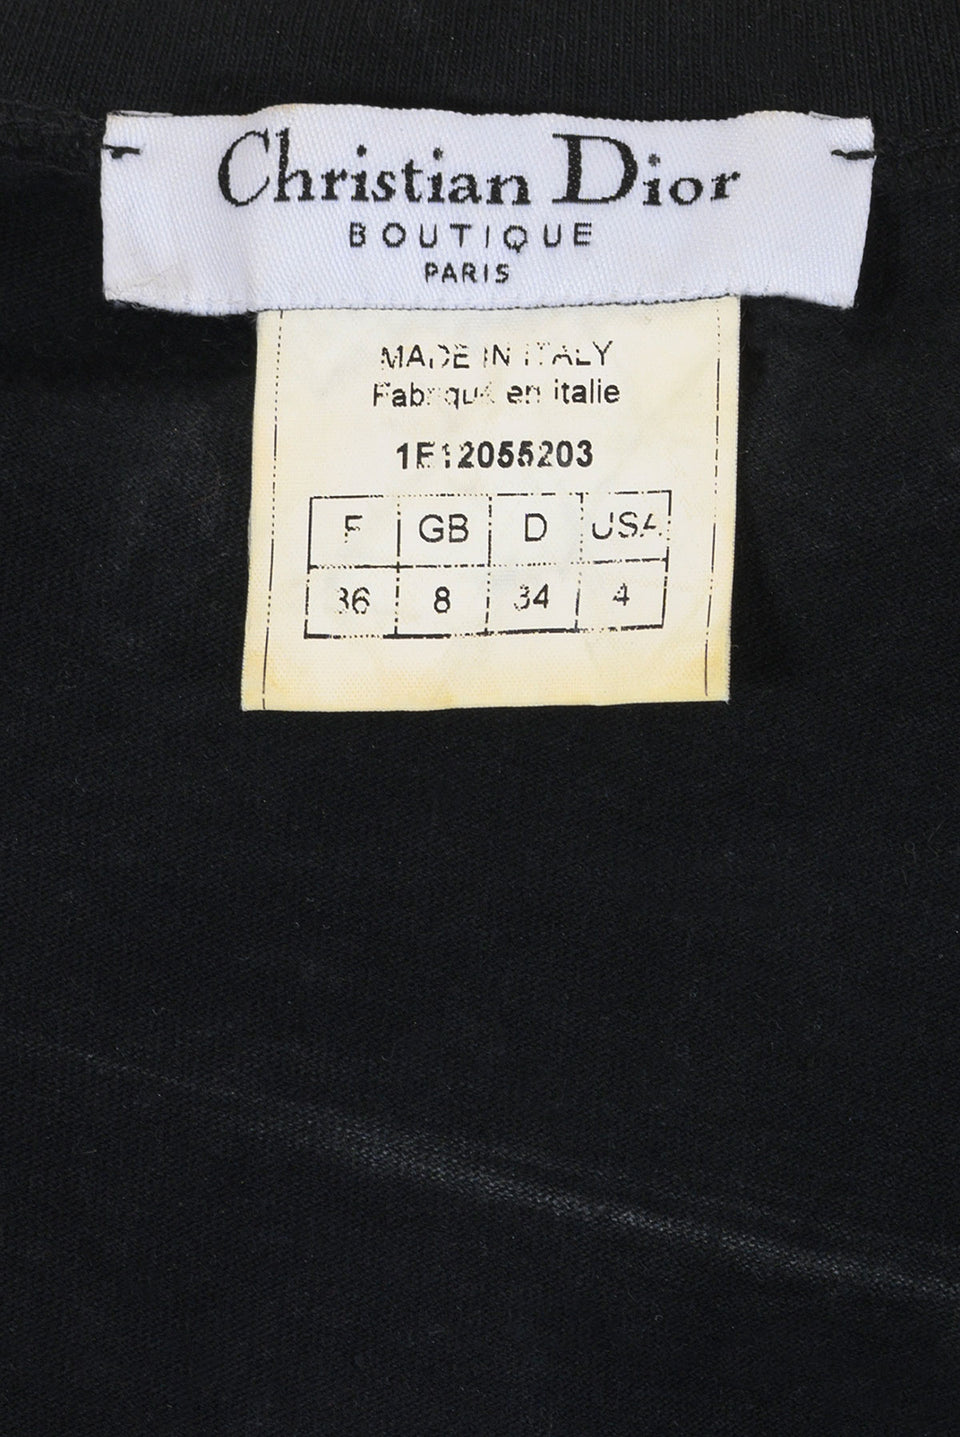 Christian Dior
BOUTIQUE
PARIS
MADE IN ITALY
Fabriqué en italie
1E12055203
F GB D USA
36 8 34 4